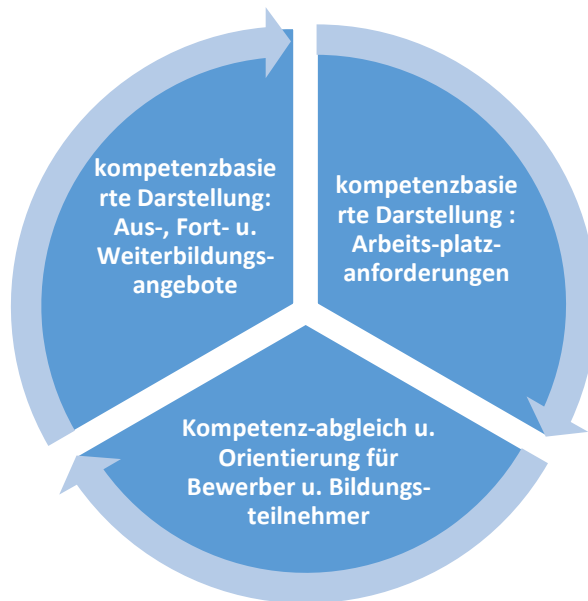 kompetenzbasie
rte Darstellung:
Aus-, Fort- u.
Weiterbildungs-
angebote
kompetenzbasie
rte Darstellung :
Arbeits-platz-
anforderungen
Kompetenz-abgleich u.
Orientierung für
Bewerber u. Bildungs-
teilnehmer